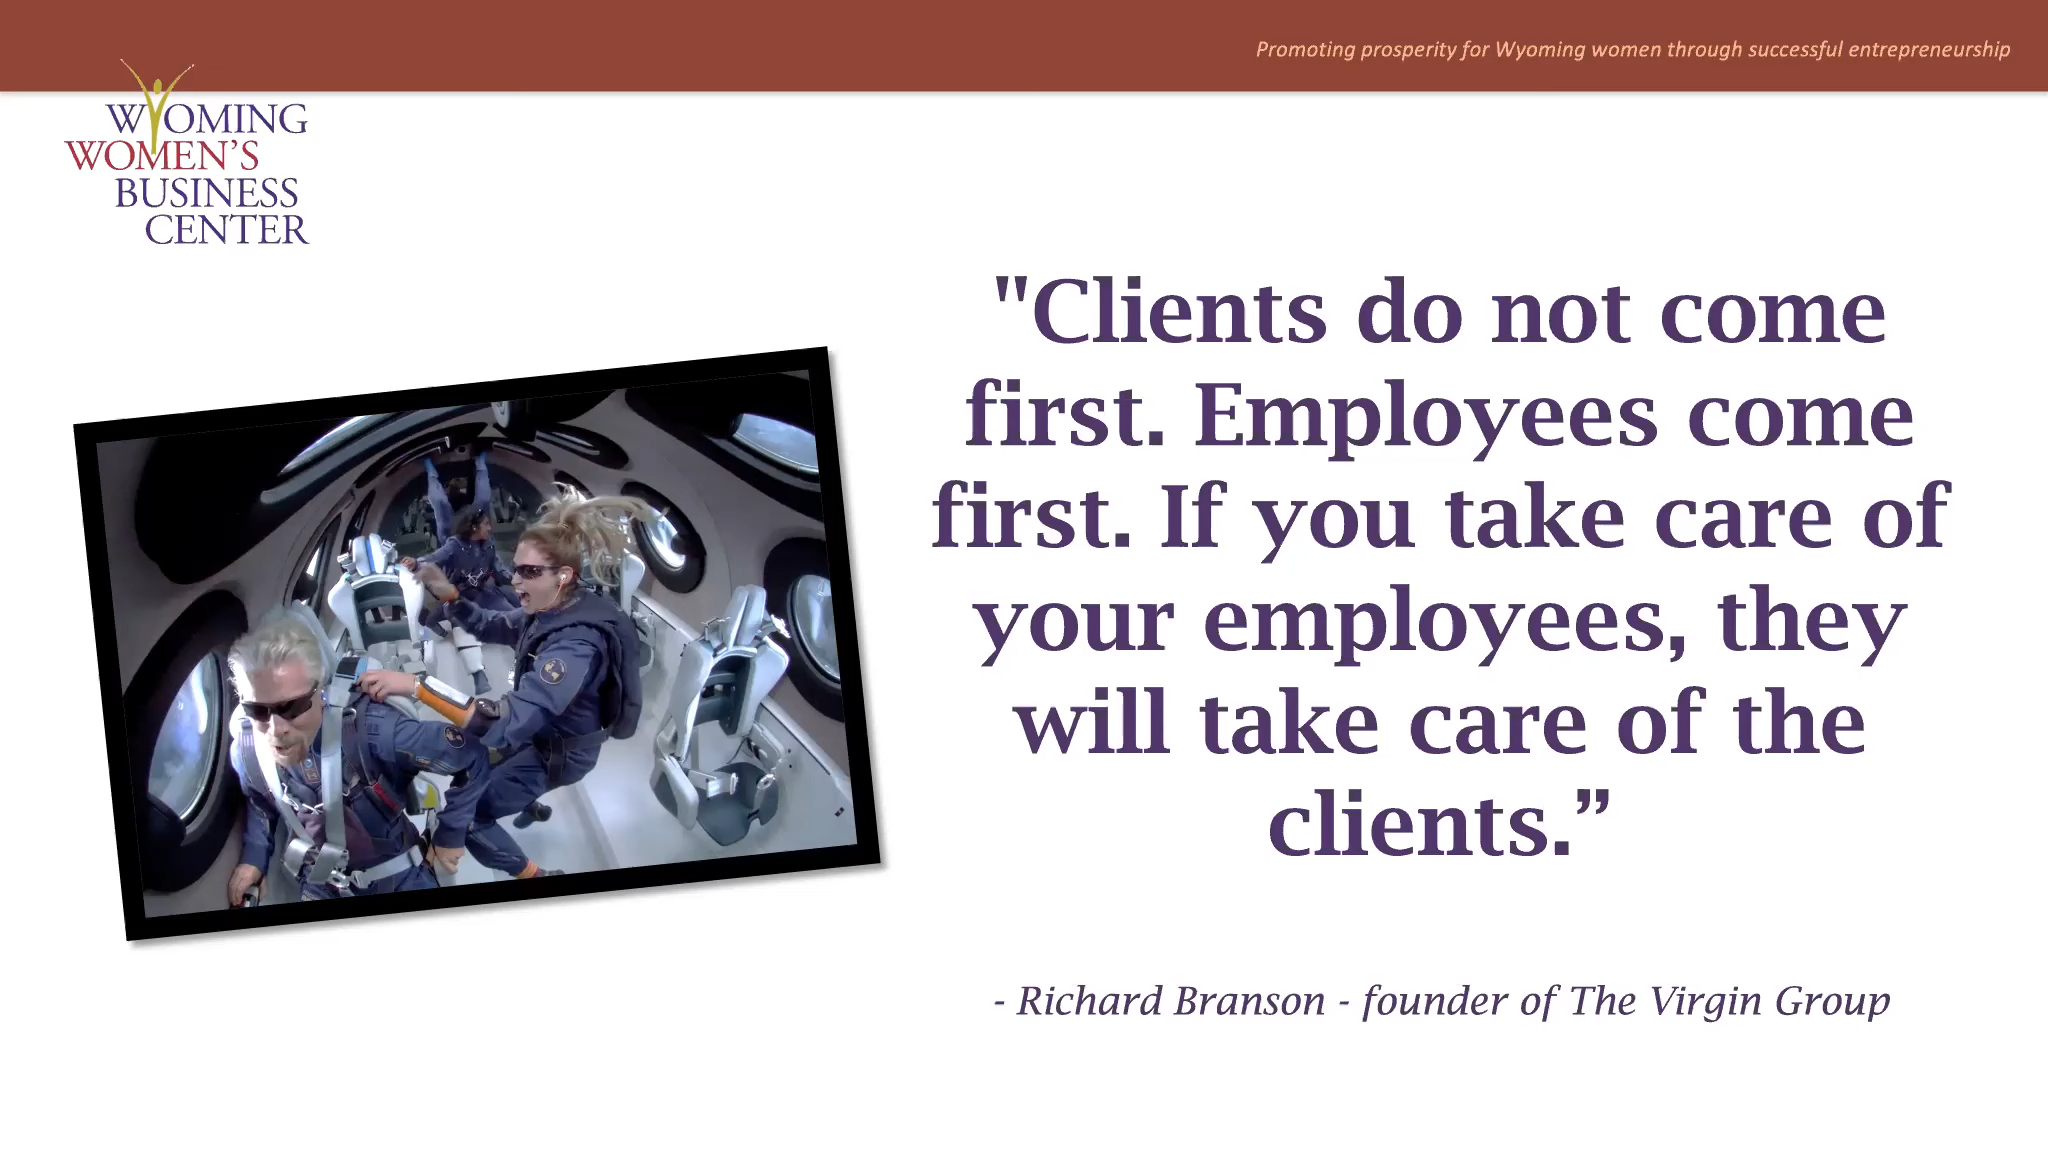 Promoting prosperity for Wyoming women through successful entrepreneurship
WYOMING
WOMEN'S
BUSINESS
CENTER
"Clients do not come
first. Employees come
first. If you take care of
your employees, they
will take care of the
clients.”
- Richard Branson - founder of The Virgin Group